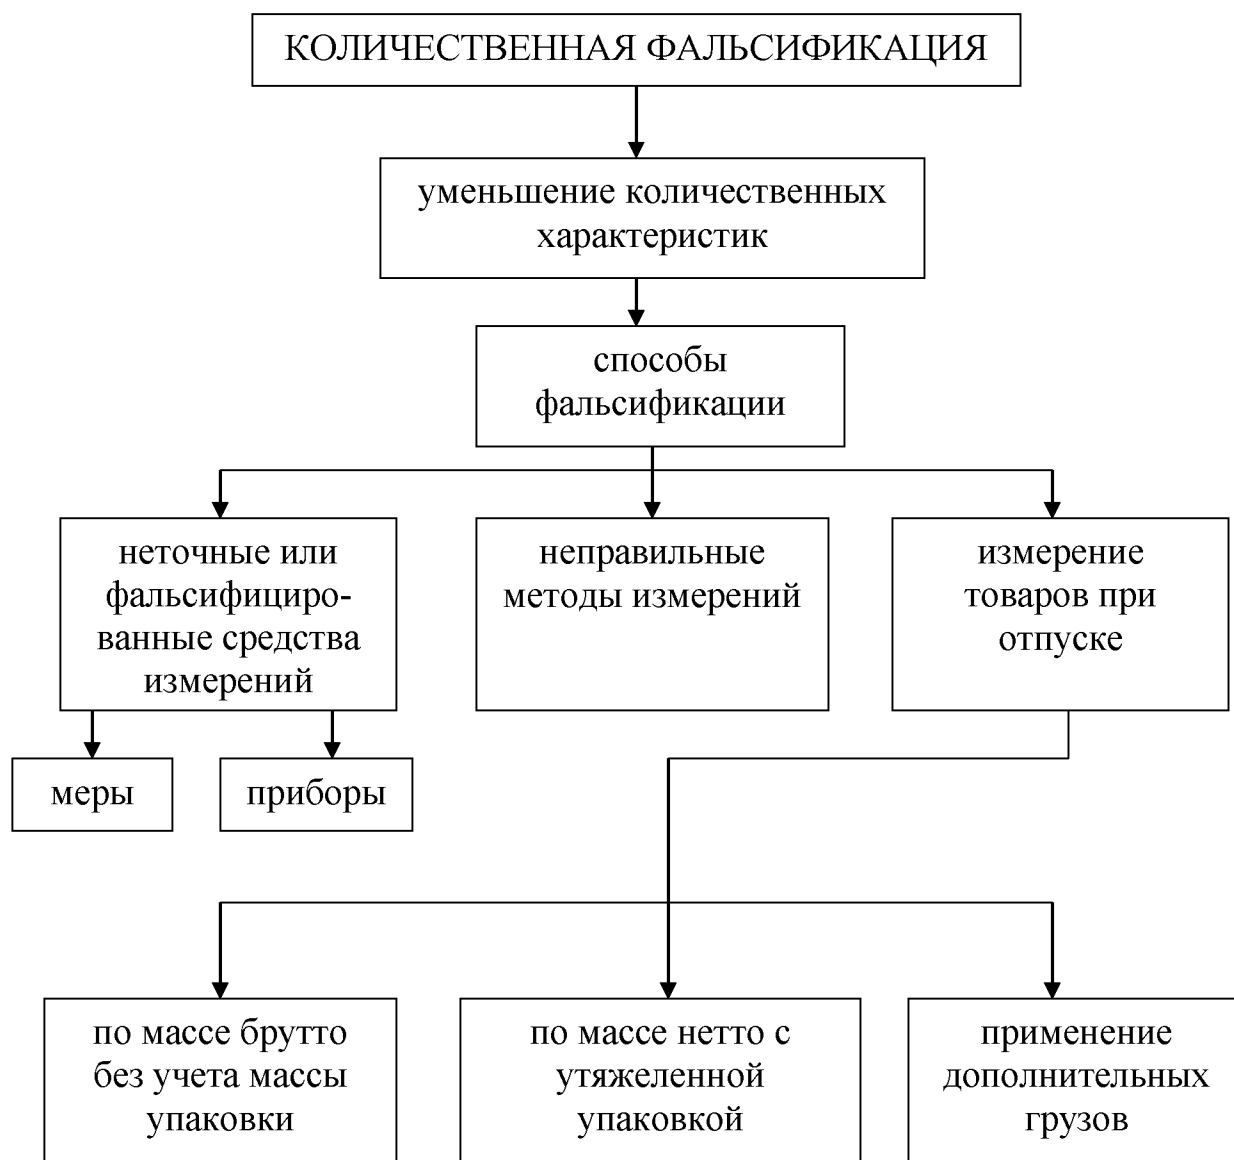 КОЛИЧЕСТВЕННАЯ ФАЛЬСИФИКАЦИЯ
уменьшение количественных
характеристик
способы
фальсификации
неточные или
фальсифициро-
ванные средства
измерений
неправильные
методы измерений
измерение
товаров при
отпуске
меры
приборы
по массе брутто
без учета массы
упаковки
по массе нетто с
утяжеленной
упаковкой
применение
дополнительных
грузов